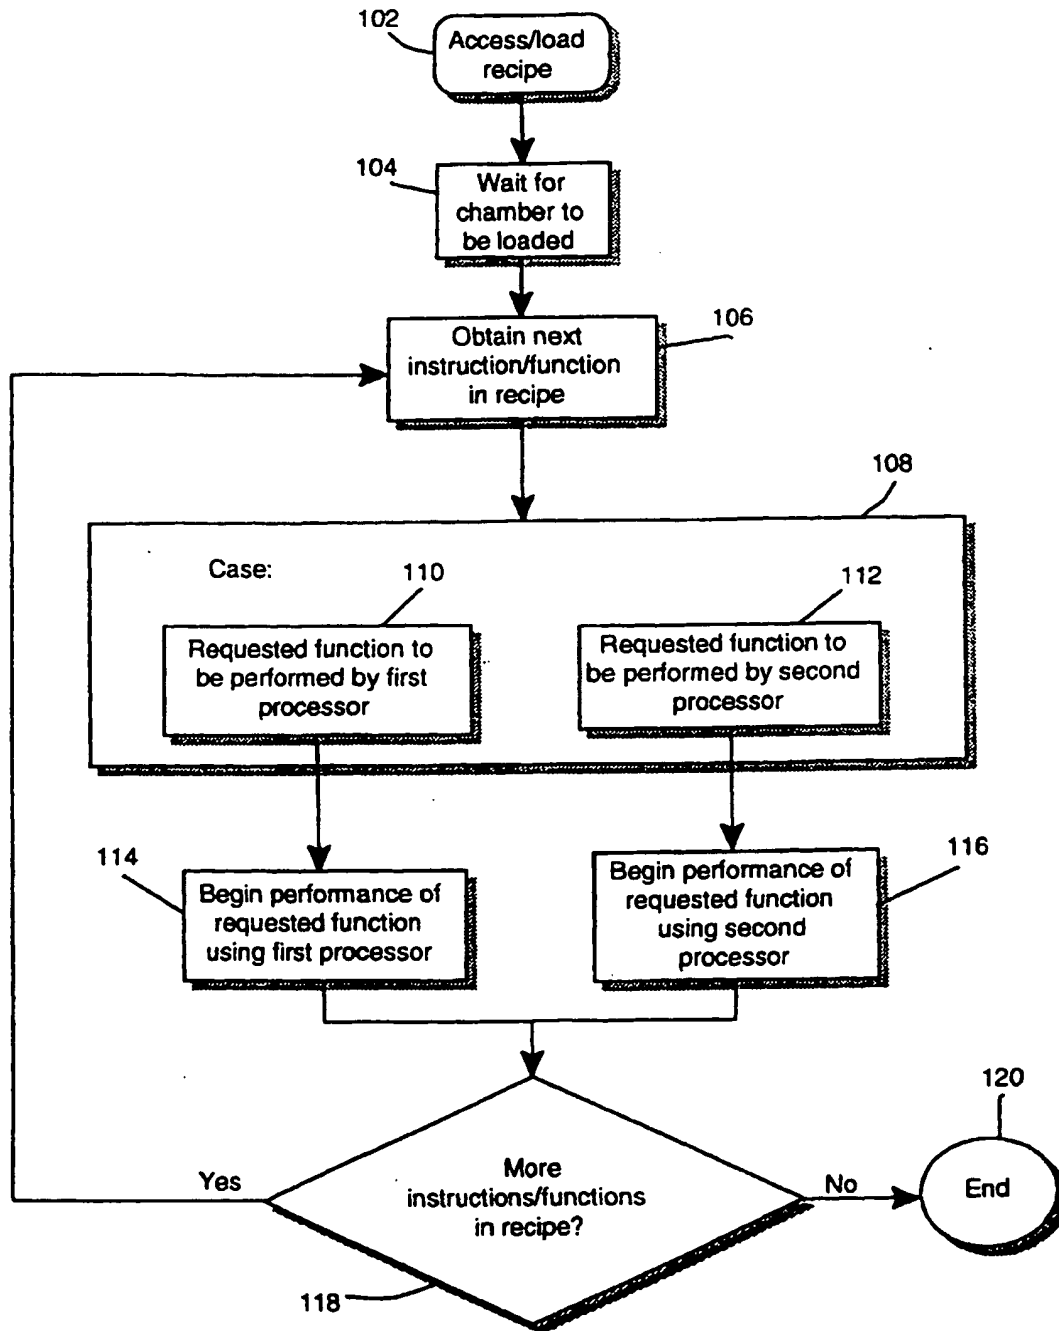 102
Access/load
recipe
104
Wait for
chamber to
be loaded
106
Obtain next
instruction/function
in recipe
108
Case:
110
112
Requested function to
be performed by first
processor
Requested function to
be performed by second
processor
114
Begin performance of
requested function
using first processor
116
Begin performance of
requested function
using second
processor
120
Yes
More
instructions/functions
in recipe?
No
End
118